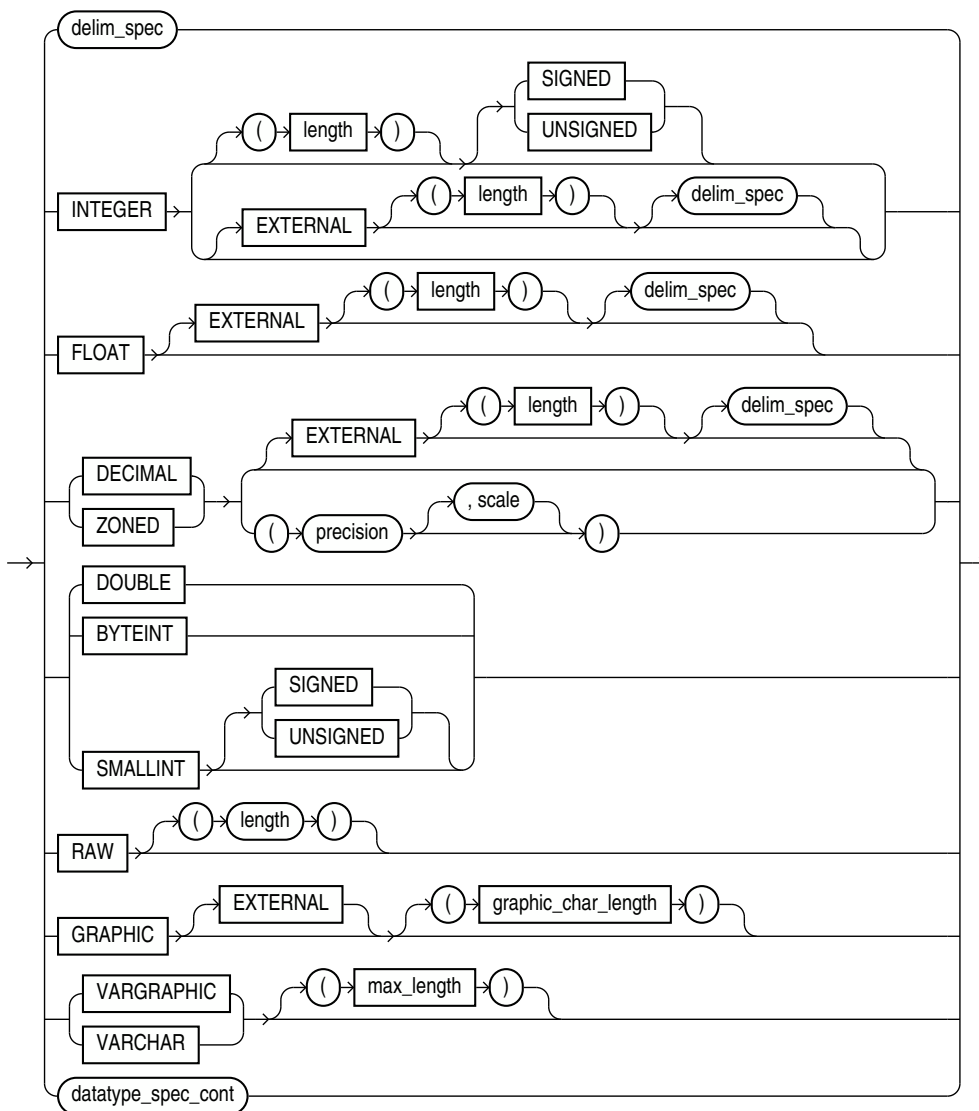 delim_spec
SIGNED
( length )
UNSIGNED
INTEGER
( length ) delim_spec
EXTERNAL
( length ) delim_spec
EXTERNAL
FLOAT
( length ) delim_spec
EXTERNAL
DECIMAL
, scale
ZONED
( precision )
DOUBLE
BYTEINT
SIGNED
UNSIGNED
SMALLINT
( length )
RAW
EXTERNAL ( graphic_char_length )
GRAPHIC
VARGRAPHIC ( max_length )
VARCHAR
datatype_spec_cont